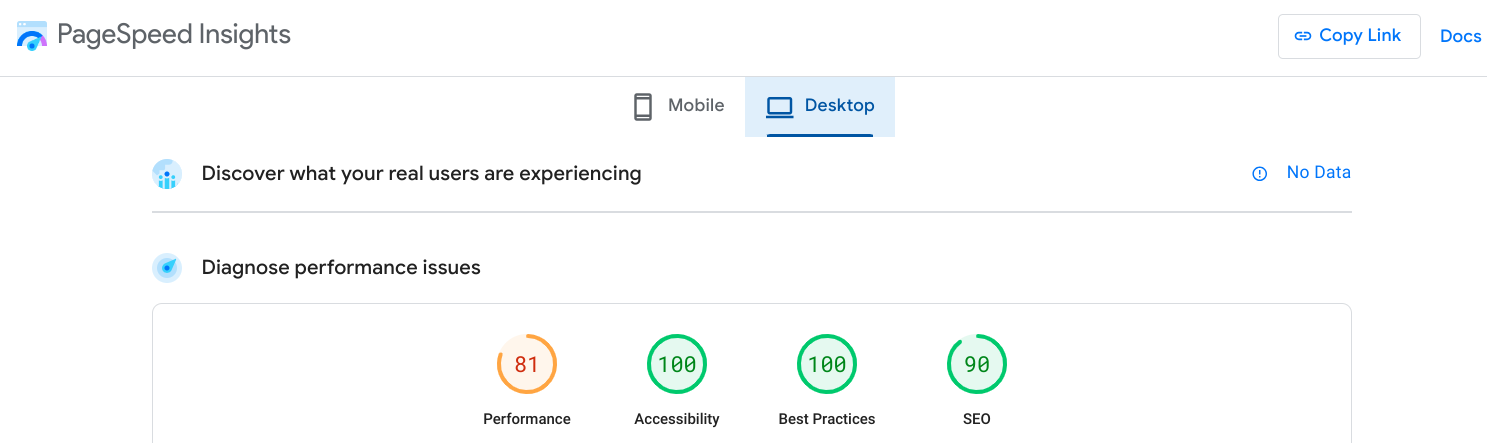 PageSpeed Insights
Copy Link
Docs
Mobile
Desktop
Discover what your real users are experiencing
No Data
Diagnose performance issues
81
100
100
90
Performance
Accessibility
Best Practices
SEO